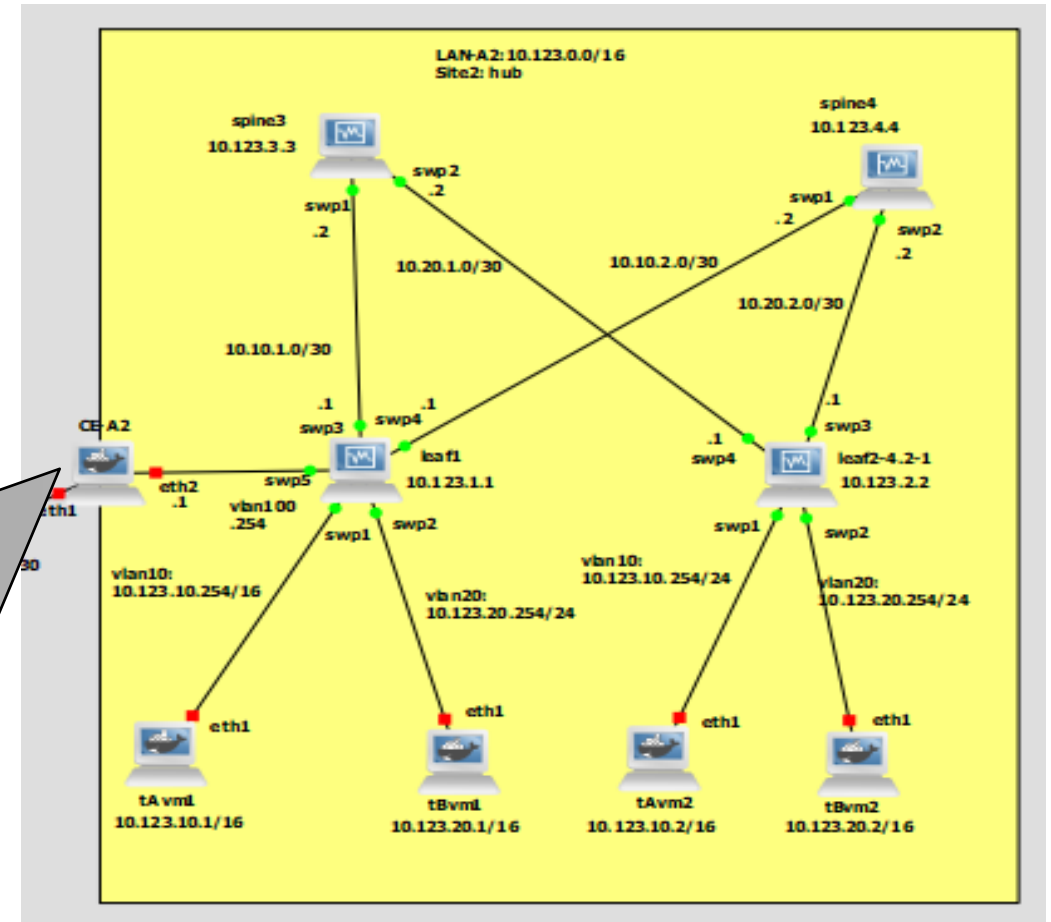 LAN-A2: 10.123.0.0/16
Site2: hub
spine3
10.123.3.3
spine4
10.123.4.4
swp2
.2
swp1
.2
swp1
.2
swp2
.2
10.20.1.0/30
10.10.2.0/30
10.20.2.0/30
10.10.1.0/30
.1
swp3
.1
swp4
.1
swp3
.1
swp4
CE-A2
eth2
.1
eth1
30
swp5
vlan100
.254
leaf1
10.123.1.1
leaf2-4.2-1
10.123.2.2
swp1
swp2
swp1
swp2
vlan10:
10.123.10.254/16
vlan20:
10.123.20.254/24
vlan10:
10.123.10.254/24
vlan20:
10.123.20.254/24
eth1
eth1
eth1
eth1
tAvm1
10.123.10.1/16
tBvm1
10.123.20.1/16
tAvm2
10.123.10.2/16
tBvm2
10.123.20.2/16